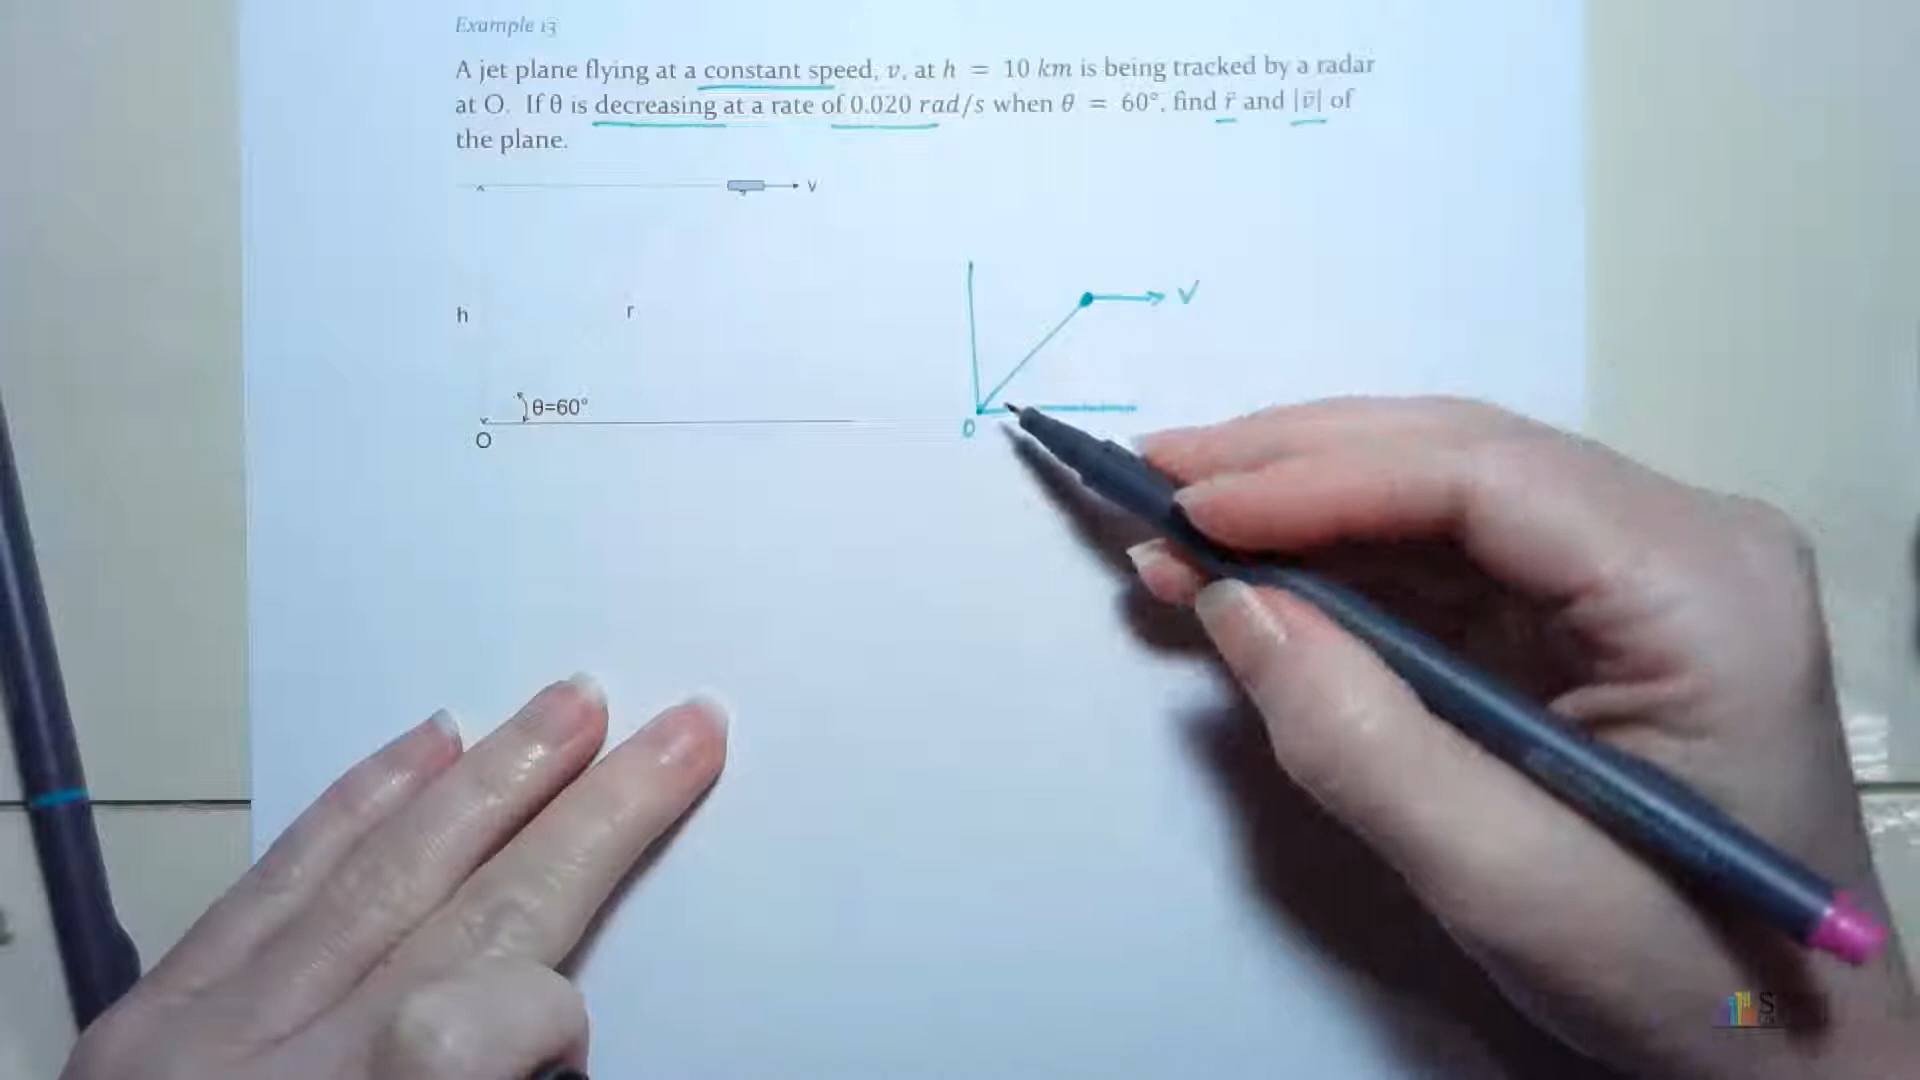 Example 13
A jet plane flying at a constant speed, v, at h = 10 km is being tracked by a radar
at O. If θ is decreasing at a rate of 0.020 rad/s when θ = 60°, find r̄ and |v̄| of
the plane.
v
V
h
r
θ=60°
O
O
S